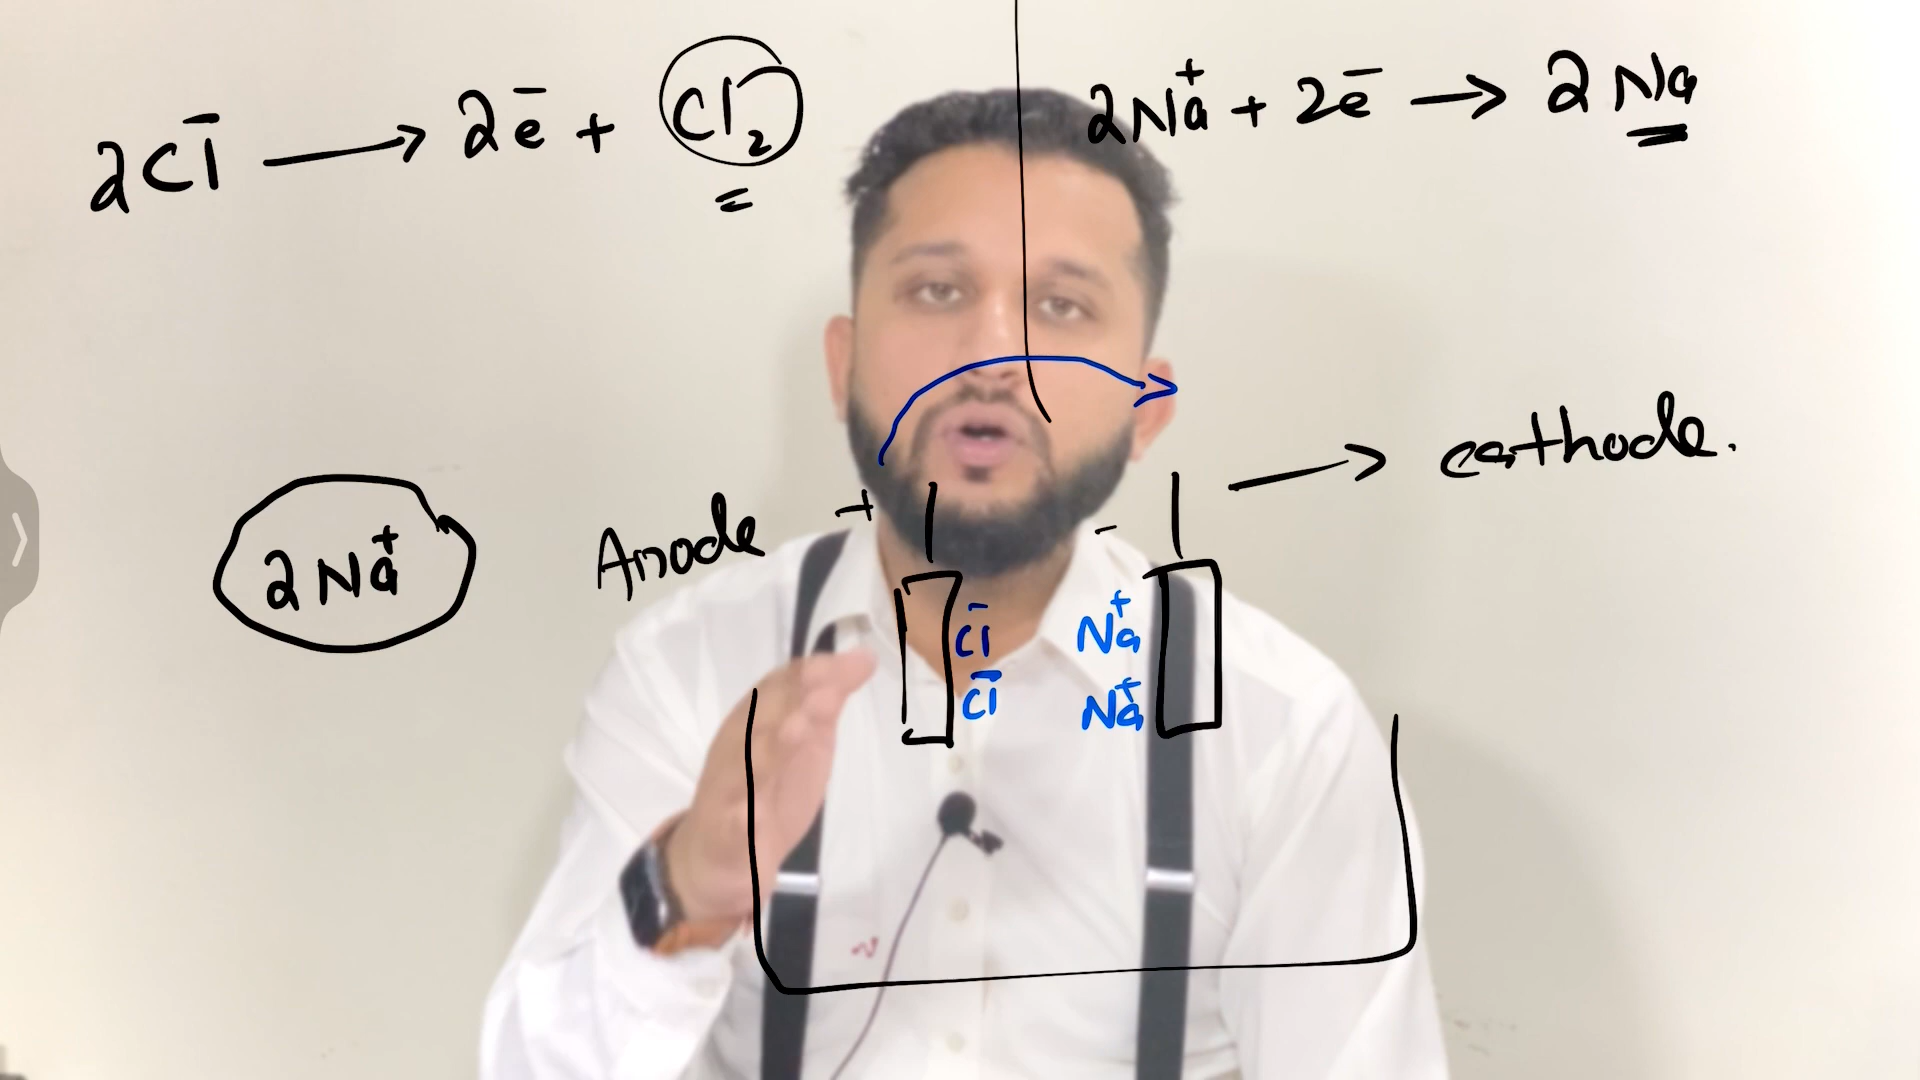 2Cl⁻ → 2e⁻ + Cl₂
2Na⁺ + 2e⁻ → 2Na
cathode.
Anode + -
2Na⁺
Cl⁻ Na⁺
Cl⁻ Na⁺